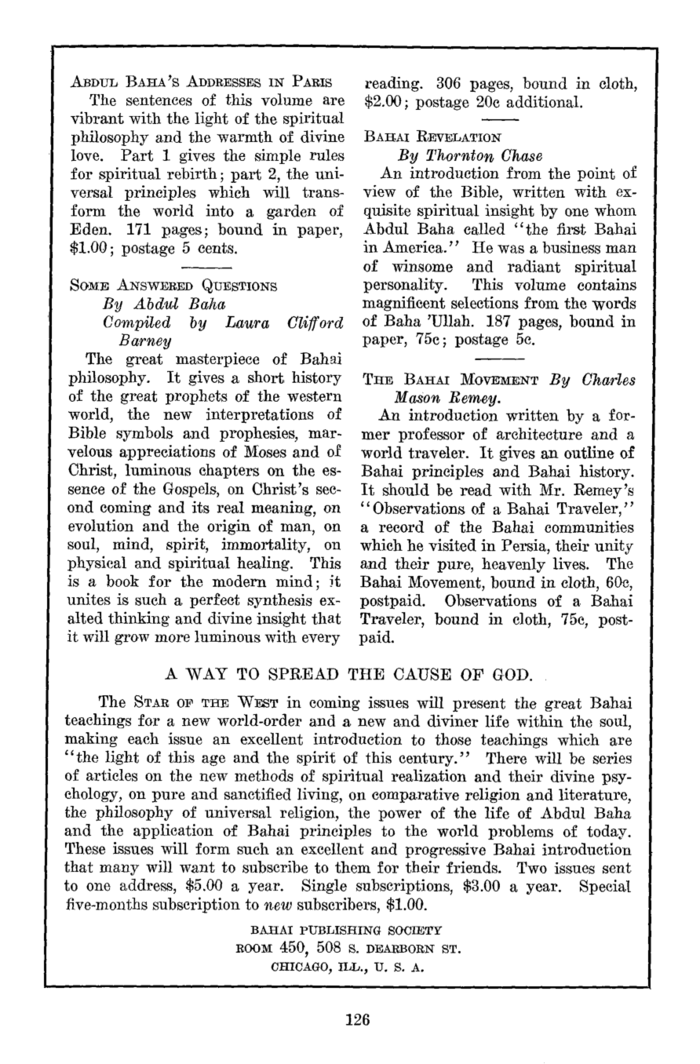 ABDUL BAHA'S ADDRESSES IN PARIS
The sentences of this volume are
vibrant with the light of the spiritual
philosophy and the warmth of divine
love. Part 1 gives the simple rules
for spiritual rebirth; part 2, the uni-
versal principles which will trans-
form the world into a garden of
Eden. 171 pages; bound in paper,
$1.00; postage 5 cents.
SOME ANSWERED QUESTIONS
By Abdul Baha
Compiled by Laura Clifford
Barney
The great masterpiece of Bahai
philosophy. It gives a short history
of the great prophets of the western
world, the new interpretations of
Bible symbols and prophesies, mar-
velous appreciations of Moses and of
Christ, luminous chapters on the es-
sence of the Gospels, on Christ's sec-
ond coming and its real meaning, on
evolution and the origin of man, on
soul, mind, spirit, immortality, on
physical and spiritual healing. This
is a book for the modern mind; it
unites is such a perfect synthesis ex-
alted thinking and divine insight that
it will grow more luminous with every
reading. 306 pages, bound in cloth,
$2.00; postage 20c additional.
BAHAI REVELATION
By Thornton Chase
An introduction from the point of
view of the Bible, written with ex-
quisite spiritual insight by one whom
Abdul Baha called "the first Bahai
in America." He was a business man
of winsome and radiant spiritual
personality. This volume contains
magnificent selections from the words
of Baha 'Ullah. 187 pages, bound in
paper, 75c; postage 5c.
THE BAHAI MOVEMENT By Charles
Mason Remey.
An introduction written by a for-
mer professor of architecture and a
world traveler. It gives an outline of
Bahai principles and Bahai history.
It should be read with Mr. Remey's
"Observations of a Bahai Traveler,"
a record of the Bahai communities
which he visited in Persia, their unity
and their pure, heavenly lives. The
Bahai Movement, bound in cloth, 60c,
postpaid. Observations of a Bahai
Traveler, bound in cloth, 75c, post-
paid.
A WAY TO SPREAD THE CAUSE OF GOD.
The STAR OF THE WEST in coming issues will present the great Bahai
teachings for a new world-order and a new and diviner life within the soul,
making each issue an excellent introduction to those teachings which are
"the light of this age and the spirit of this century." There will be series
of articles on the new methods of spiritual realization and their divine psy-
chology, on pure and sanctified living, on comparative religion and literature,
the philosophy of universal religion, the power of the life of Abdul Baha
and the application of Bahai principles to the world problems of today.
These issues will form such an excellent and progressive Bahai introduction
that many will want to subscribe to them for their friends. Two issues sent
to one address, $5.00 a year. Single subscriptions, $3.00 a year. Special
five-months subscription to new subscribers, $1.00.
BAHAI PUBLISHING SOCIETY
ROOM 450, 508 S. DEARBORN ST.
CHICAGO, ILL., U. S. A.
126